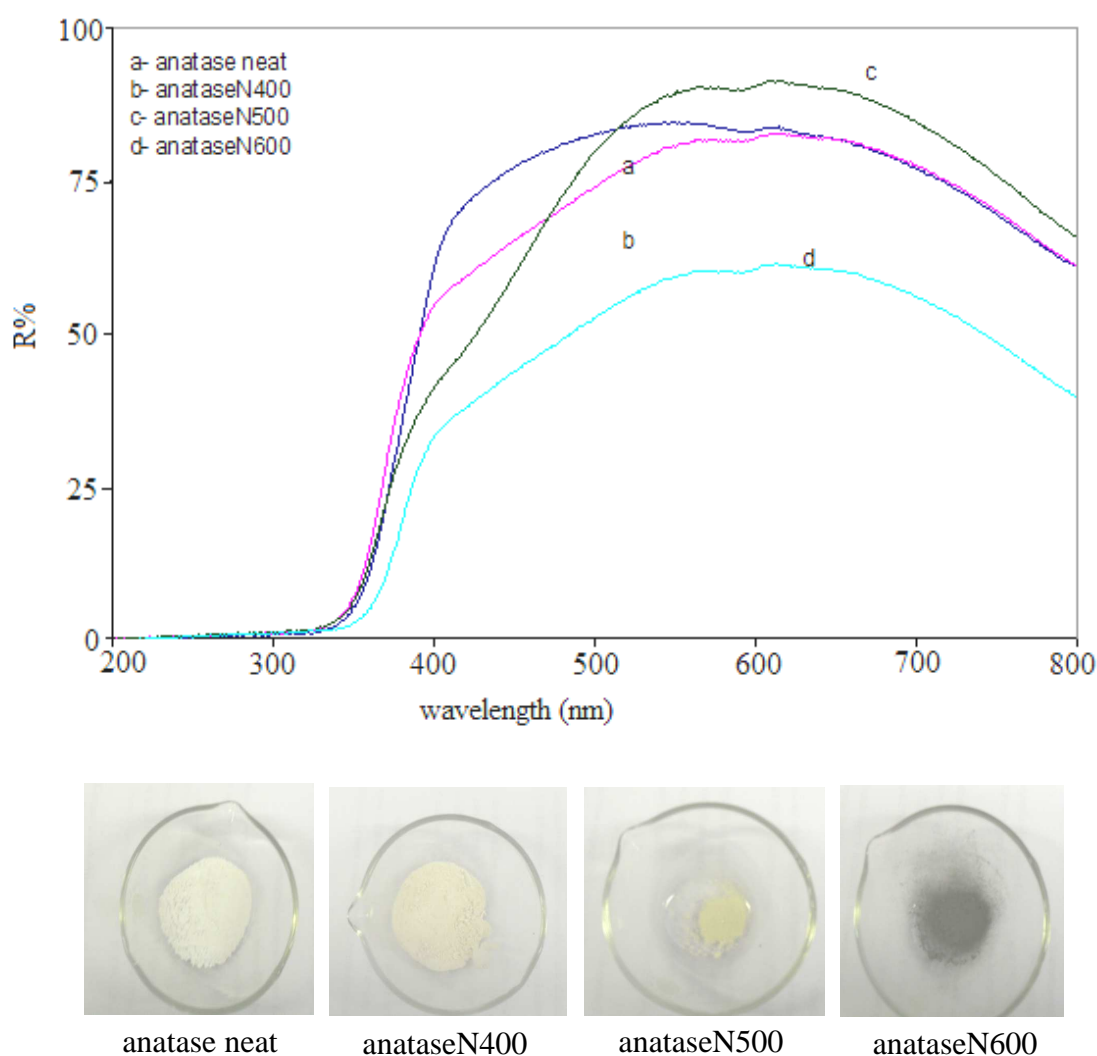 100
a- anatase neat
b- anataseN400
c- anataseN500
d- anataseN600
c
75
a
b
d
R%
50
25
0
200 300 400 500 600 700 800
wavelength (nm)
anatase neat anataseN400 anataseN500 anataseN600